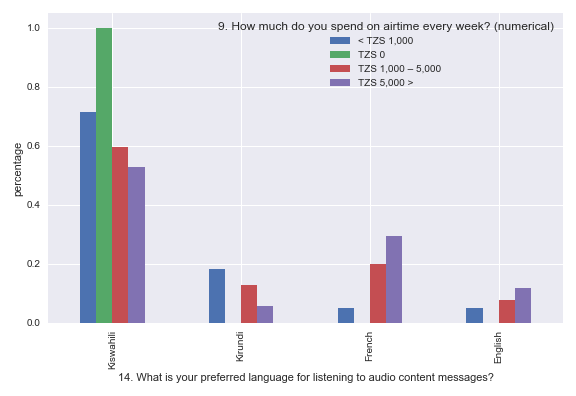 9. How much do you spend on airtime every week? (numerical)
< TZS 1,000
TZS 0
TZS 1,000 – 5,000
TZS 5,000 >
percentage
1.0
0.8
0.6
0.4
0.2
0.0
Kiswahili
Kirundi
French
English
14. What is your preferred language for listening to audio content messages?